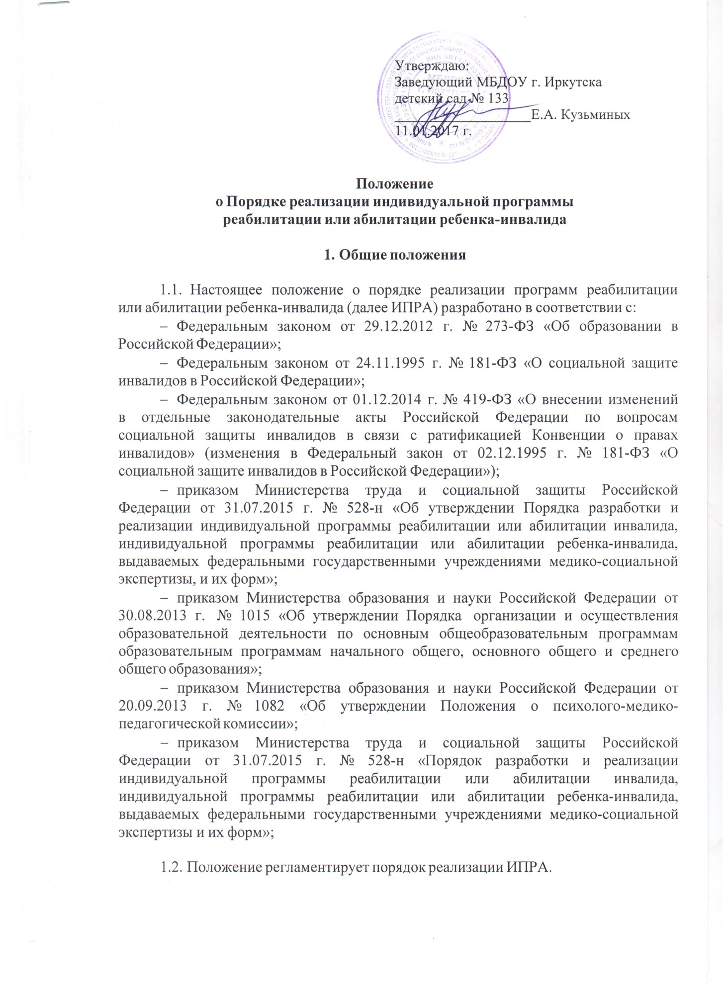 Утверждаю:
Заведующий МБДОУ г. Иркутска
детский сад № 133
Е.А. Кузьминых
11.01.2017 г.
Положение
о Порядке реализации индивидуальной программы
реабилитации или абилитации ребенка-инвалида
1. Общие положения
1.1. Настоящее положение о порядке реализации программ реабилитации
или абилитации ребенка-инвалида (далее ИПРА) разработано в соответствии с:
– Федеральным законом от 29.12.2012 г. № 273-ФЗ «Об образовании в
Российской Федерации»;
– Федеральным законом от 24.11.1995 г. № 181-ФЗ «О социальной защите
инвалидов в Российской Федерации»;
– Федеральным законом от 01.12.2014 г. № 419-ФЗ «О внесении изменений
в отдельные законодательные акты Российской Федерации по вопросам
социальной защиты инвалидов в связи с ратификацией Конвенции о правах
инвалидов» (изменения в Федеральный закон от 02.12.1995 г. № 181-ФЗ «О
социальной защите инвалидов в Российской Федерации»);
– приказом Министерства труда и социальной защиты Российской
Федерации от 31.07.2015 г. № 528-н «Об утверждении Порядка разработки и
реализации индивидуальной программы реабилитации или абилитации инвалида,
индивидуальной программы реабилитации или абилитации ребенка-инвалида,
выдаваемых федеральными государственными учреждениями медико-социальной
экспертизы, и их форм»;
– приказом Министерства образования и науки Российской Федерации от
30.08.2013 г. № 1015 «Об утверждении Порядка организации и осуществления
образовательной деятельности по основным общеобразовательным программам
образовательным программам начального общего, основного общего и среднего
общего образования»;
– приказом Министерства образования и науки Российской Федерации от
20.09.2013 г. № 1082 «Об утверждении Положения о психолого-медико-
педагогической комиссии»;
– приказом Министерства труда и социальной защиты Российской
Федерации от 31.07.2015 г. № 528-н «Порядок разработки и реализации
индивидуальной программы реабилитации или абилитации инвалида,
индивидуальной программы реабилитации или абилитации ребенка-инвалида,
выдаваемых федеральными государственными учреждениями медико-социальной
экспертизы и их форм»;
1.2. Положение регламентирует порядок реализации ИПРА.